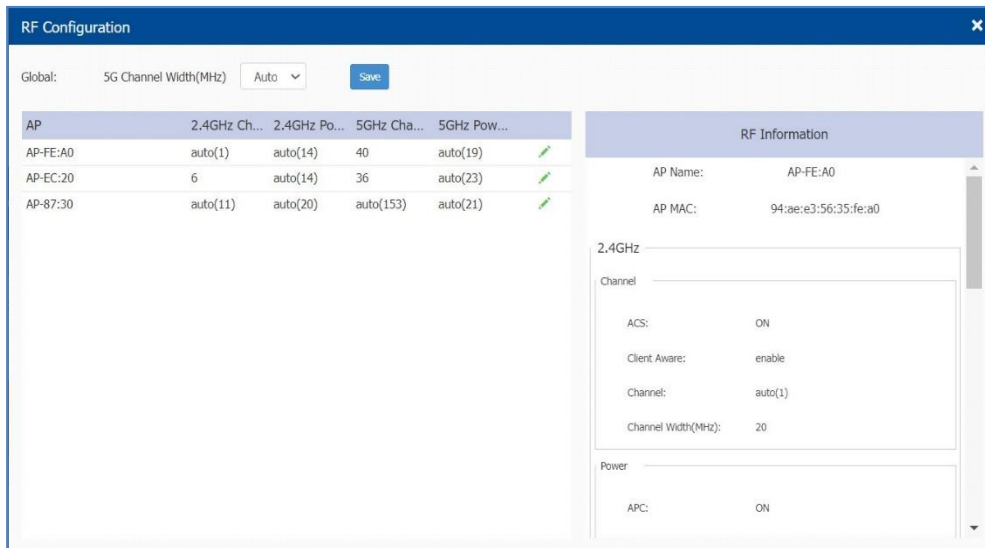 RF Configuration
Global: 5G Channel Width(MHz) Auto Save
AP 2.4GHz Ch... 2.4GHz Po... 5GHz Cha... 5GHz Pow...
AP-FE:A0 auto(1) auto(14) 40 auto(19)
AP-EC:20 6 auto(14) 36 auto(23)
AP-87:30 auto(11) auto(20) auto(153) auto(21)
RF Information
AP Name: AP-FE:A0
AP MAC: 94:ae:e3:56:35:fe:a0
2.4GHz
Channel
ACS: ON
Client Aware: enable
Channel: auto(1)
Channel Width(MHz): 20
Power
APC: ON